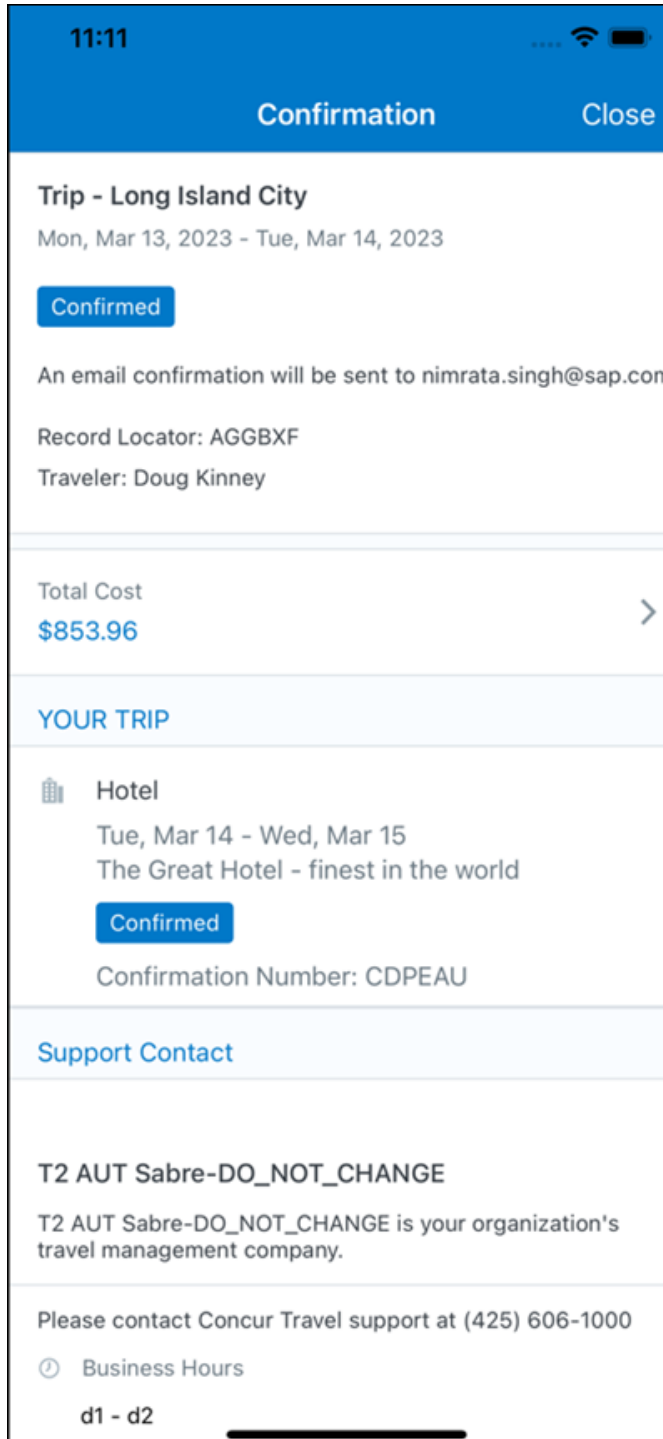 11:11
Confirmation
Close
Trip - Long Island City
Mon, Mar 13, 2023 - Tue, Mar 14, 2023
Confirmed
An email confirmation will be sent to nimrata.singh@sap.com
Record Locator: AGGBXF
Traveler: Doug Kinney
Total Cost
$853.96
YOUR TRIP
Hotel
Tue, Mar 14 - Wed, Mar 15
The Great Hotel - finest in the world
Confirmed
Confirmation Number: CDPEAU
Support Contact
T2 AUT Sabre-DO_NOT_CHANGE
T2 AUT Sabre-DO_NOT_CHANGE is your organization's
travel management company.
Please contact Concur Travel support at (425) 606-1000
Business Hours
d1 - d2